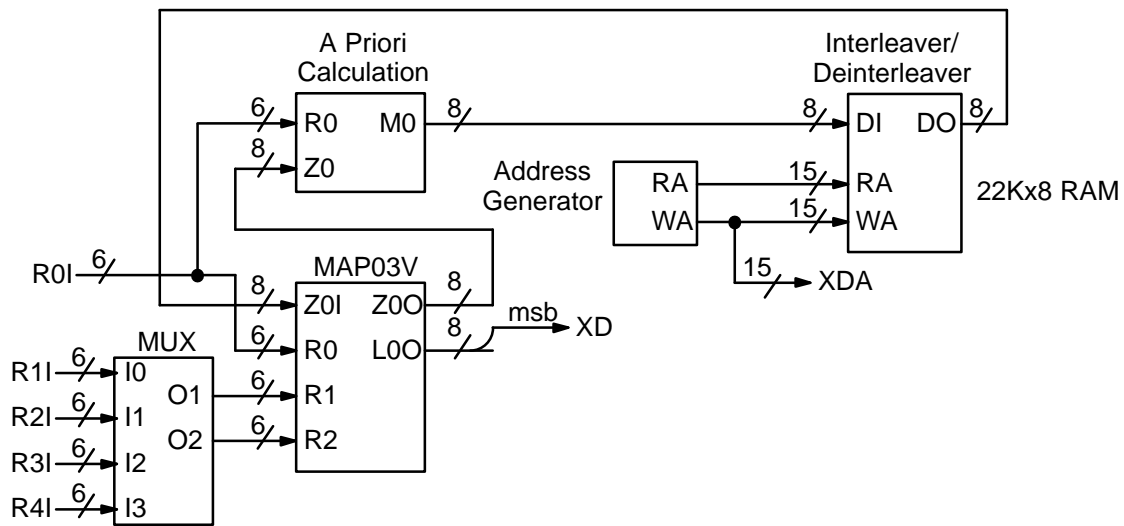 A Priori
Calculation
Interleaver/
Deinterleaver
6
R0
M0
8
8
DI
DO
8
8
Z0
Address
Generator
RA
15
RA
22Kx8 RAM
WA
15
WA
R0I
6
MAP03V
15
XDA
8
Z0I
Z0O
8
msb
XD
6
R0
L0O
8
MUX
R1I
6
I0
O1
6
R1
R2I
6
I1
O2
6
R2
R3I
6
I2
R4I
6
I3